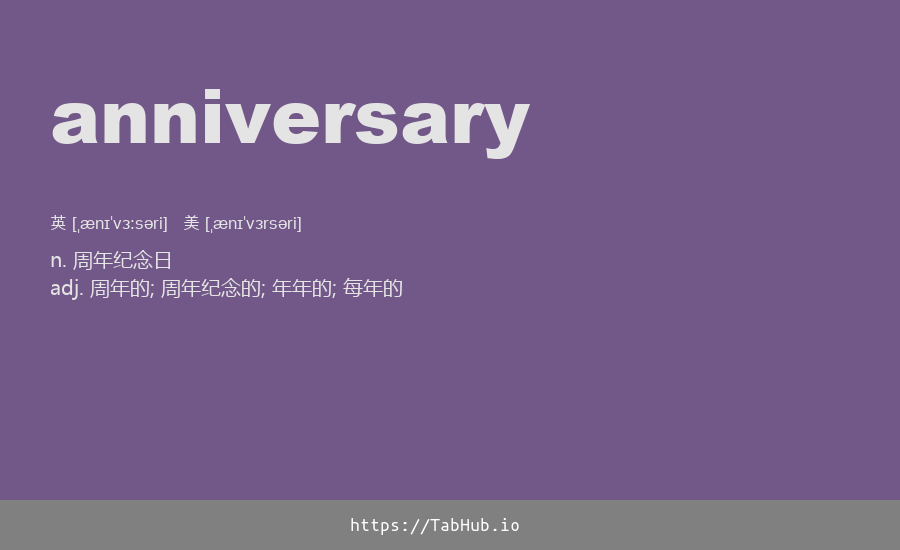 anniversary
英 [ˌænɪˈvɜːsəri] 美 [ˌænɪˈvɜrsəri]
n. 周年纪念日
adj. 周年的; 周年纪念的; 年年的; 每年的
https://TabHub.io